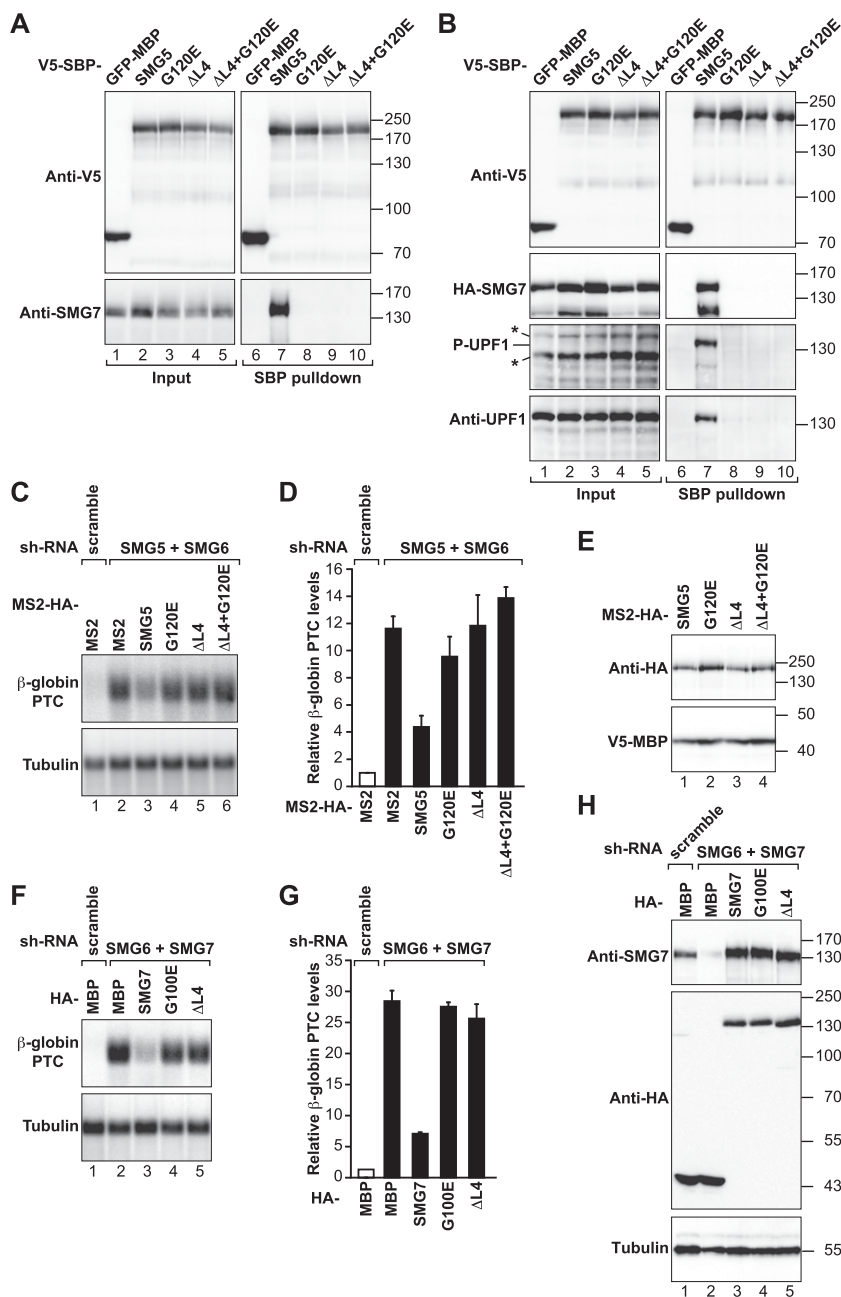 A
V5-SBP-
GFP-MBP SMG5 G120E ΔL4 ΔL4+G120E GFP-MBP SMG5 G120E ΔL4 ΔL4+G120E
Anti-V5
250
170
130
100
70
Anti-SMG7
170
130
1 2 3 4 5 6 7 8 9 10
Input SBP pulldown
B
V5-SBP-
GFP-MBP SMG5 G120E ΔL4 ΔL4+G120E GFP-MBP SMG5 G120E ΔL4 ΔL4+G120E
Anti-V5
250
170
130
100
70
HA-SMG7
170
130
*
P-UPF1
*
130
Anti-UPF1
130
1 2 3 4 5 6 7 8 9 10
Input SBP pulldown
C
sh-RNA scramble SMG5 + SMG6
MS2-HA- MS2 MS2 SMG5 G120E ΔL4 ΔL4+G120E
β-globin
PTC
Tubulin
1 2 3 4 5 6
D
sh-RNA scramble SMG5 + SMG6
Relative β-globin PTC levels
16
14
12
10
8
6
4
2
0
MS2-HA- MS2 MS2 SMG5 G120E ΔL4 ΔL4+G120E
E
MS2-HA- SMG5 G120E ΔL4 ΔL4+G120E
Anti-HA
250
130
V5-MBP
50
40
1 2 3 4
F
sh-RNA scramble SMG6 + SMG7
HA- MBP MBP SMG7 G100E ΔL4
β-globin
PTC
Tubulin
1 2 3 4 5
G
sh-RNA scramble SMG6 + SMG7
Relative β-globin PTC levels
35
30
25
20
15
10
5
0
HA- MBP MBP SMG7 G100E ΔL4
H
sh-RNA scramble SMG6 + SMG7
HA- MBP MBP SMG7 G100E ΔL4
Anti-SMG7
170
130
Anti-HA
250
130
100
70
55
43
Tubulin
55
1 2 3 4 5